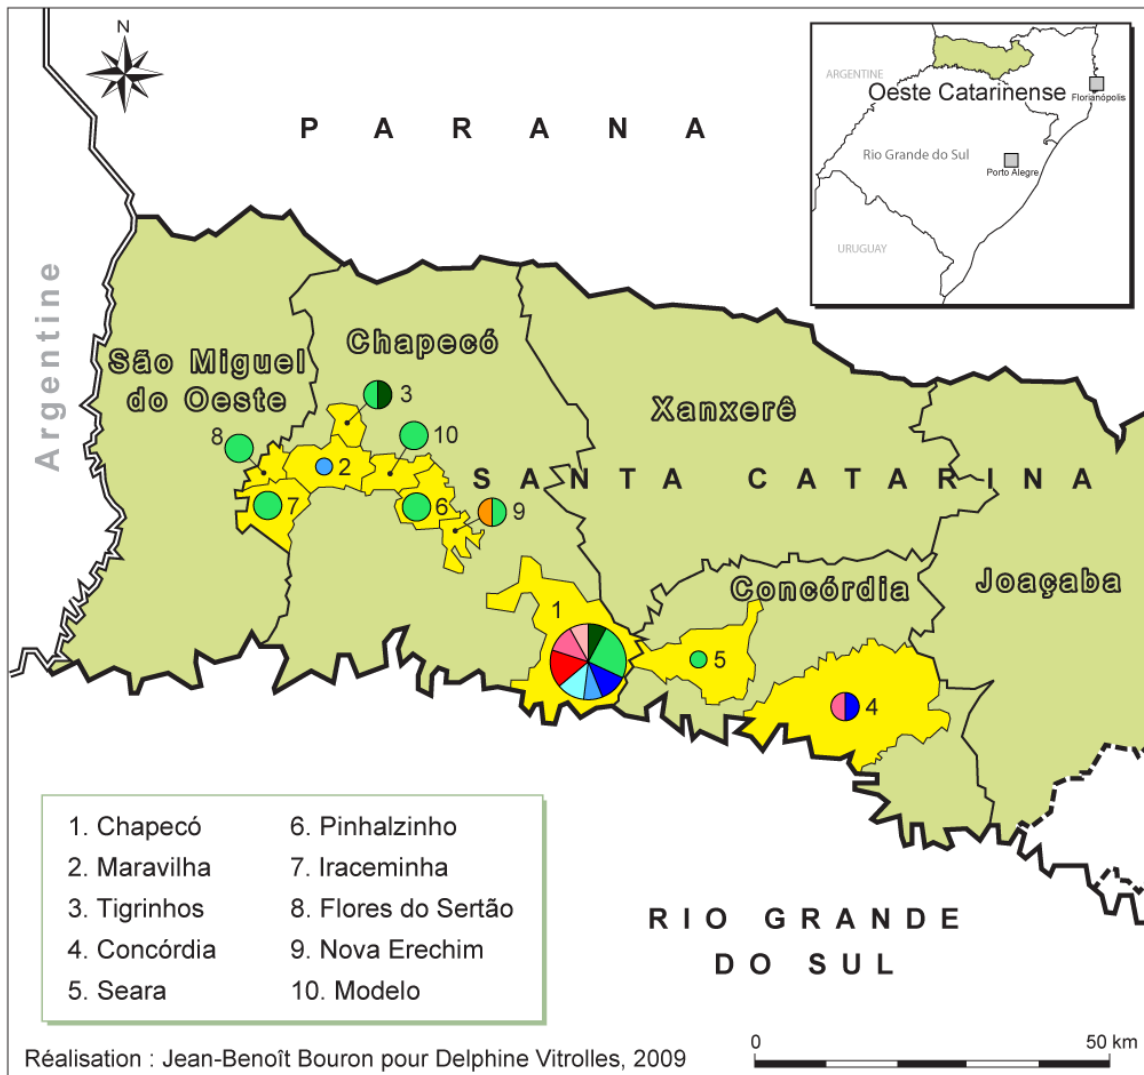 N
P A R A N A
ARGENTINE
Oeste Catarinense
Florianópolis
Rio Grande do Sul
Porto Alegre
URUGUAY
Argentine
São Miguel
do Oeste
Chapecó
Xanxerê
Concórdia
Joaçaba
S A N T A C A T A R I N A
3
8
10
2
7
6
9
1
5
4
1. Chapecó
2. Maravilha
3. Tigrinhos
4. Concórdia
5. Seara
6. Pinhalzinho
7. Iraceminha
8. Flores do Sertão
9. Nova Erechim
10. Modelo
R I O G R A N D E
D O S U L
Réalisation : Jean-Benoît Bouron pour Delphine Vitrolles, 2009
0 50 km